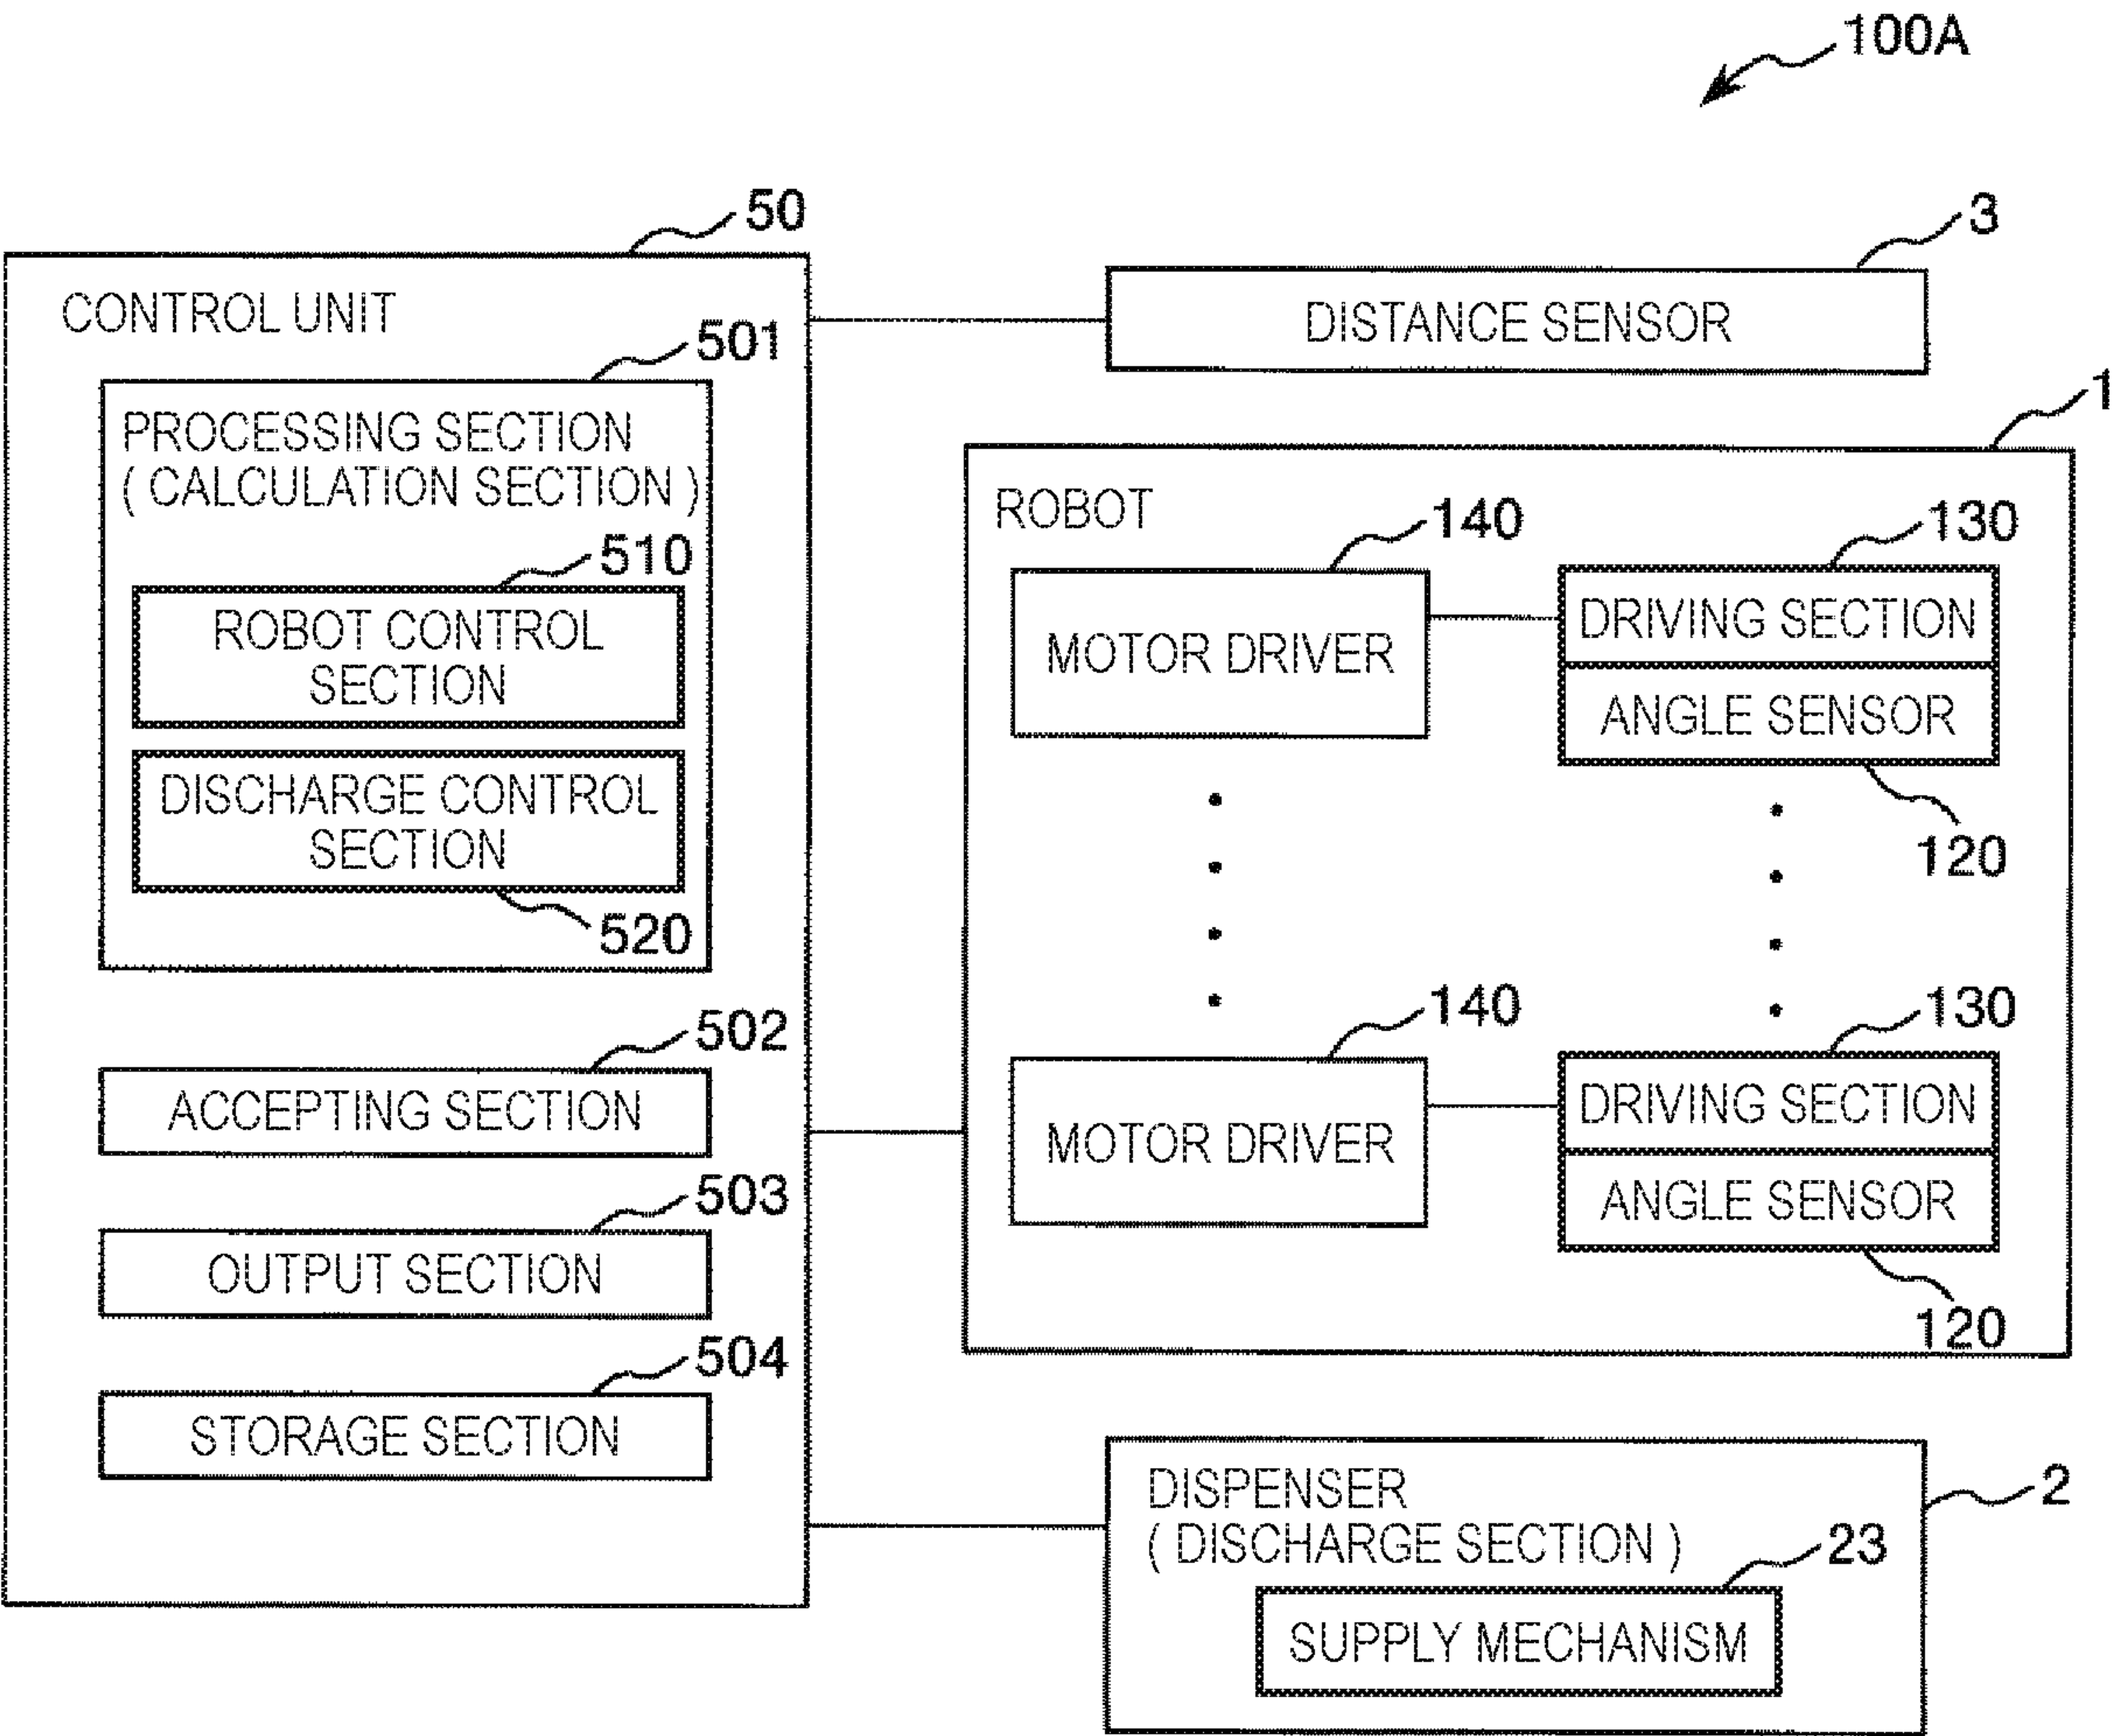 100A
50
CONTROL UNIT
501
PROCESSING SECTION
( CALCULATION SECTION )
510
ROBOT CONTROL
SECTION
DISCHARGE CONTROL
SECTION
520
502
ACCEPTING SECTION
503
OUTPUT SECTION
504
STORAGE SECTION
3
DISTANCE SENSOR
1
ROBOT
140
MOTOR DRIVER
130
DRIVING SECTION
ANGLE SENSOR
120
140
MOTOR DRIVER
130
DRIVING SECTION
ANGLE SENSOR
120
2
DISPENSER
( DISCHARGE SECTION )
23
SUPPLY MECHANISM